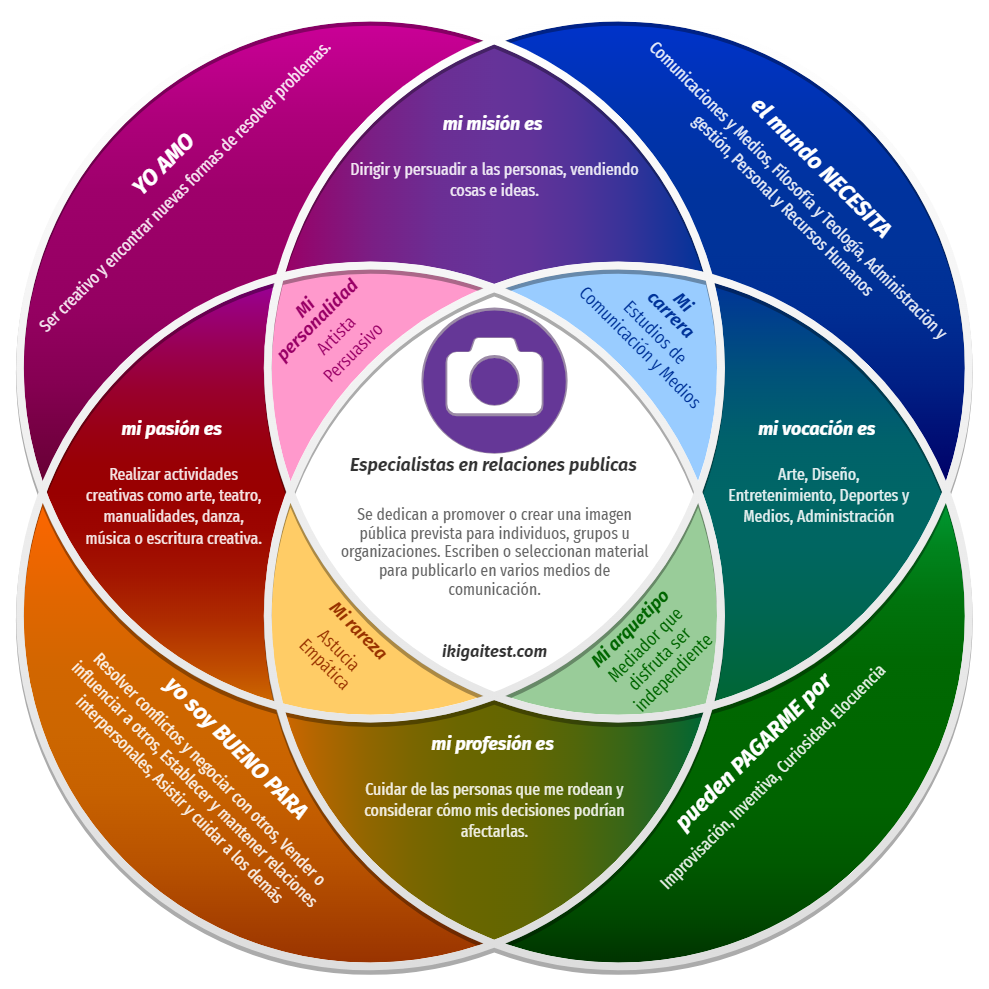 YO AMO
Ser creativo y encontrar nuevas formas de resolver problemas.
mi misión es
Dirigir y persuadir a las personas, vendiendo
cosas e ideas.
el mundo NECESITA
Comunicaciones y Medios, Filosofía y Teología, Administración y
gestión, Personal y Recursos Humanos
Mi
personalidad
Artista
Persuasivo
Mi
carrera
Estudios de
Comunicación y Medios
mi pasión es
Realizar actividades
creativas como arte, teatro,
manualidades, danza,
música o escritura creativa.
Especialistas en relaciones publicas
Se dedican a promover o crear una imagen
pública prevista para individuos, grupos u
organizaciones. Escriben o seleccionan material
para publicarlo en varios medios de
comunicación.
ikigaitest.com
mi vocación es
Arte, Diseño,
Entretenimiento, Deportes y
Medios, Administración
Mi rareza
Astucia
Empática
Mi arquetipo
Mediador que
disfruta ser
independiente
yo soy BUENO PARA
Resolver conflictos y negociar con otros, Vender o
influenciar a otros, Establecer y mantener relaciones
interpersonales, Asistir y cuidar a los demás
mi profesión es
Cuidar de las personas que me rodean y
considerar cómo mis decisiones podrían
afectarlas.
pueden PAGARME por
Improvisación, Inventiva, Curiosidad, Elocuencia